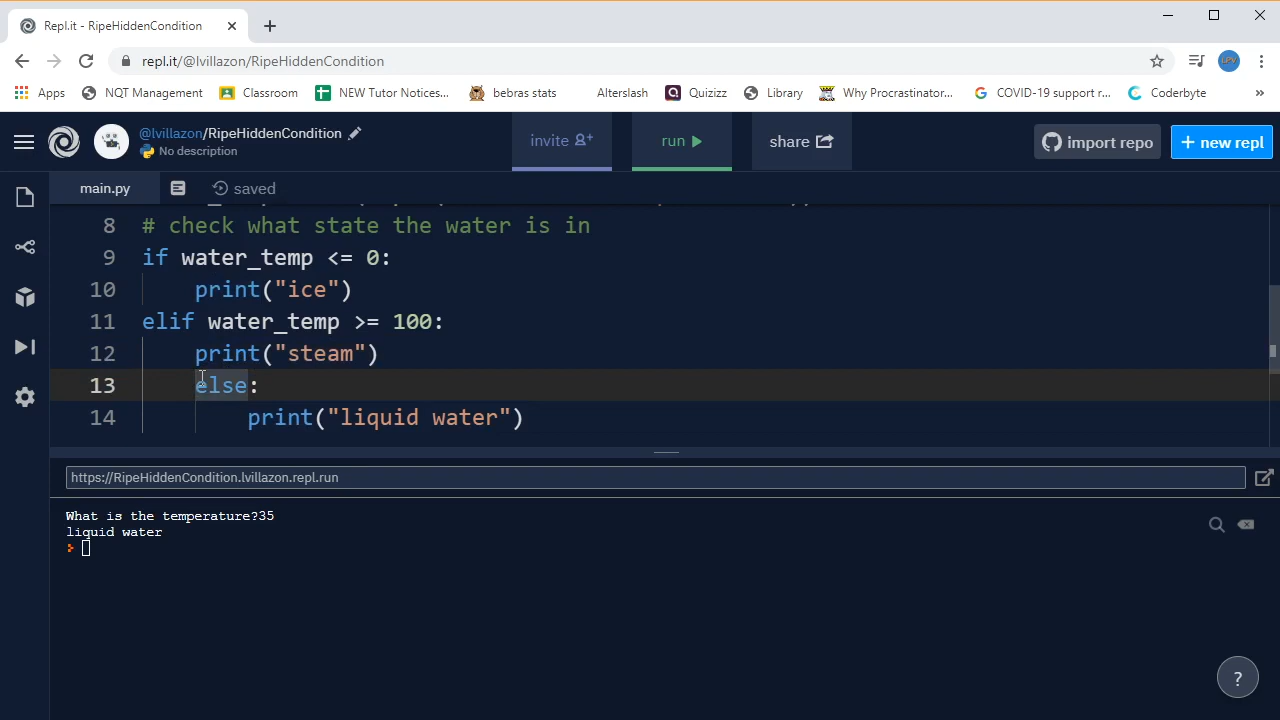 Repl.it - RipeHiddenCondition
repl.it/@lvillazon/RipeHiddenCondition
LPV
Apps NQT Management Classroom NEW Tutor Notices... bebras stats Alterslash Quizizz Library Why Procrastinator... COVID-19 support r... Coderbyte »
@lvillazon/RipeHiddenCondition
No description
invite
run
share
import repo
+ new repl
main.py
saved
8 # check what state the water is in
9 if water_temp <= 0:
10 print("ice")
11 elif water_temp >= 100:
12 print("steam")
13 else:
14 print("liquid water")
https://RipeHiddenCondition.lvillazon.repl.run
What is the temperature?35
liquid water
?